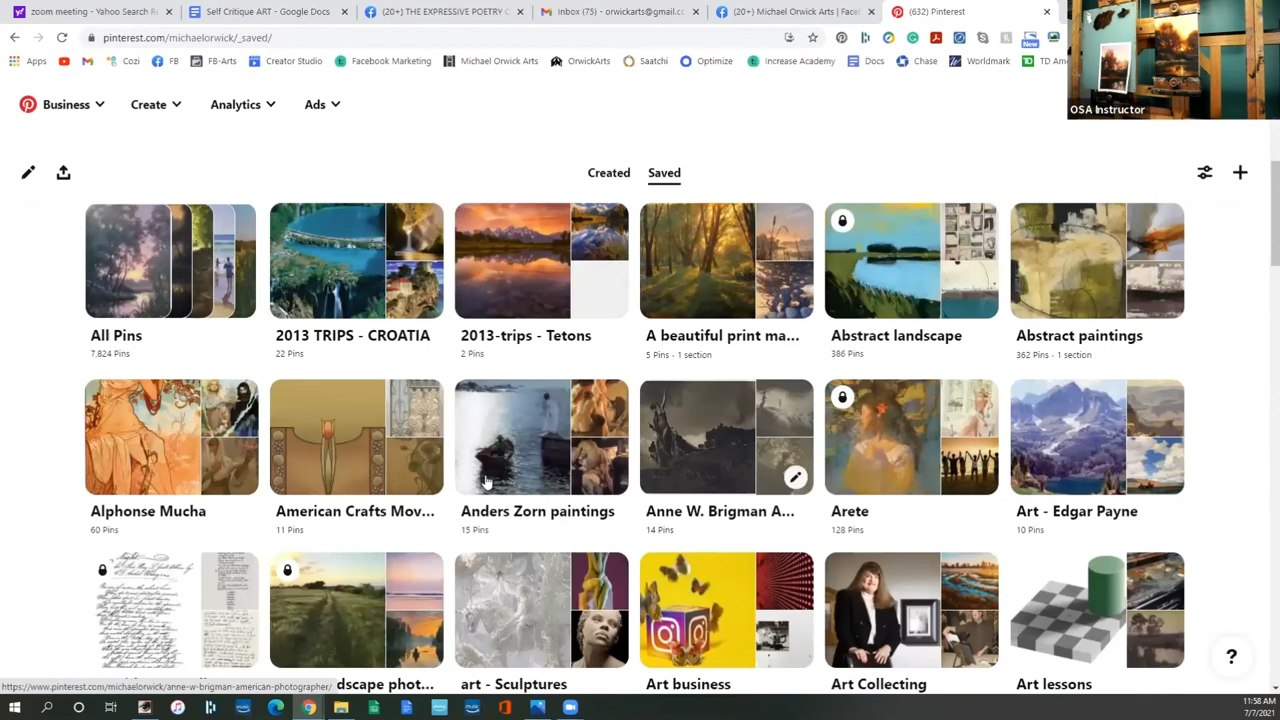 zoom meeting - Yahoo Search Re
Self Critique ART - Google Docs
(20+) THE EXPRESSIVE POETRY O
Inbox (75) - orwickarts@gmail.co
(20+) Michael Orwick Arts | Faceb
(632) Pinterest
pinterest.com/michaelorwick/_saved/
New
Apps
Cozi
FB
FB-Arts
Creator Studio
Facebook Marketing
Michael Orwick Arts
OrwickArts
Saatchi
Optimize
Increase Academy
Docs
Chase
Worldmark
TD Am
OSA Instructor
Business
Create
Analytics
Ads
Created
Saved
All Pins
2013 TRIPS - CROATIA
2013-trips - Tetons
A beautiful print ma...
Abstract landscape
Abstract paintings
7,824 Pins
22 Pins
2 Pins
5 Pins · 1 section
386 Pins
362 Pins · 1 section
Alphonse Mucha
American Crafts Mov...
Anders Zorn paintings
Anne W. Brigman A...
Arete
Art - Edgar Payne
60 Pins
11 Pins
15 Pins
14 Pins
128 Pins
10 Pins
dscape phot...
art - Sculptures
Art business
Art Collecting
Art lessons
?
https://www.pinterest.com/michaelorwick/anne-w-brigman-american-photographer/
11:58 AM
7/7/2021